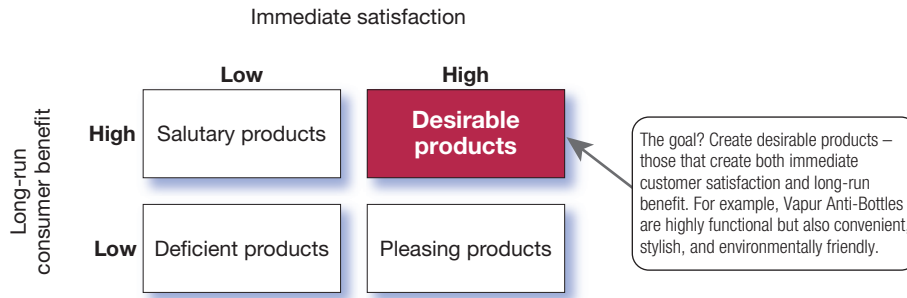 Immediate satisfaction
Low
High
Long-run
consumer benefit
High
Salutary products
Desirable
products
The goal? Create desirable products –
those that create both immediate
customer satisfaction and long-run
benefit. For example, Vapur Anti-Bottles
are highly functional but also convenient,
stylish, and environmentally friendly.
Low
Deficient products
Pleasing products